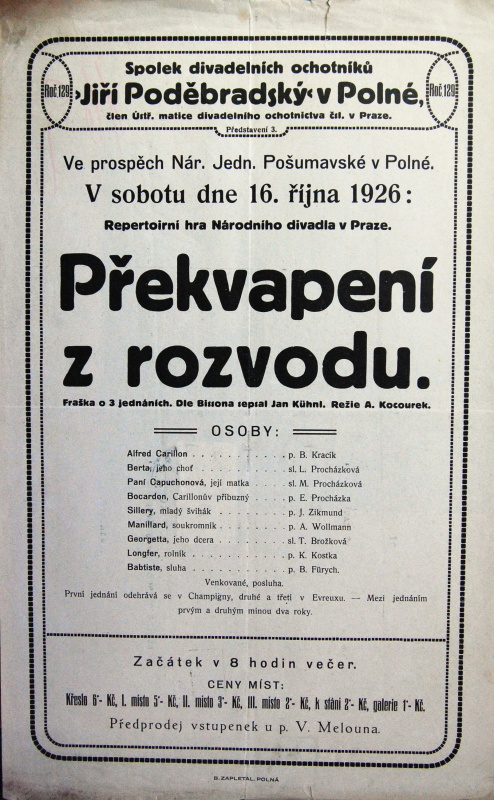 Spolek divadelních ochotníků
Roč. 129. ›Jiří Poděbradský‹ v Polné, Roč. 129.
člen Ústř. matice divadelního ochotnictva čsl. v Praze.
Představení 3.
Ve prospěch Nár. Jedn. Pošumavské v Polné.
V sobotu dne 16. října 1926:
Repertoirní hra Národního divadla v Praze.
Překvapení
z rozvodu.
Fraška o 3 jednáních. Dle Bissona sepsal Jan Kühnl. Režie A. Kocourek.
OSOBY:
Alfred Carillon . . . . . . . . . . . p. B. Kracík
Berta, jeho choť . . . . . . . . . . sl. L. Procházková
Paní Capuchonová, její matka . . . . sl. M. Procházková
Bocardon, Carillonův příbuzný . . . . p. E. Procházka
Sillery, mladý švihák . . . . . . . . p. J. Zikmund
Manillard, soukromník . . . . . . . . p. A. Wollmann
Georgetta, jeho dcera . . . . . . . . sl. T. Brožková
Longfer, rolník . . . . . . . . . . . p. K. Kostka
Babtiste, sluha . . . . . . . . . . . p. B. Fürych.
Venkované, posluha.
První jednání odehrává se v Champigny, druhé a třetí v Evreuxu. — Mezi jednáním
prvým a druhým minou dva roky.
Začátek v 8 hodin večer.
CENY MÍST:
Křeslo 6'- Kč, I. místo 5'- Kč, II. místo 3'- Kč, III. místo 2'- Kč, k stání 2'- Kč, galerie 1'- Kč.
Předprodej vstupenek u p. V. Melouna.
B. ZAPLETAL, POLNÁ